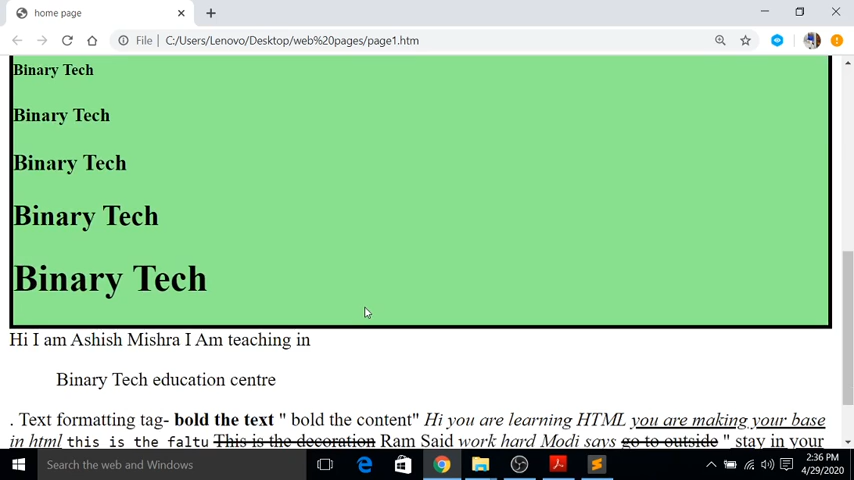 home page
File
C:/Users/Lenovo/Desktop/web%20pages/page1.htm
Binary Tech
Binary Tech
Binary Tech
Binary Tech
Binary Tech
Hi I am Ashish Mishra I Am teaching in
Binary Tech education centre
. Text formatting tag- bold the text " bold the content" Hi you are learning HTML you are making your base
in html this is the faltu This is the decoration Ram Said work hard Modi says go to outside " stay in your
Search the web and Windows
2:36 PM
4/29/2020